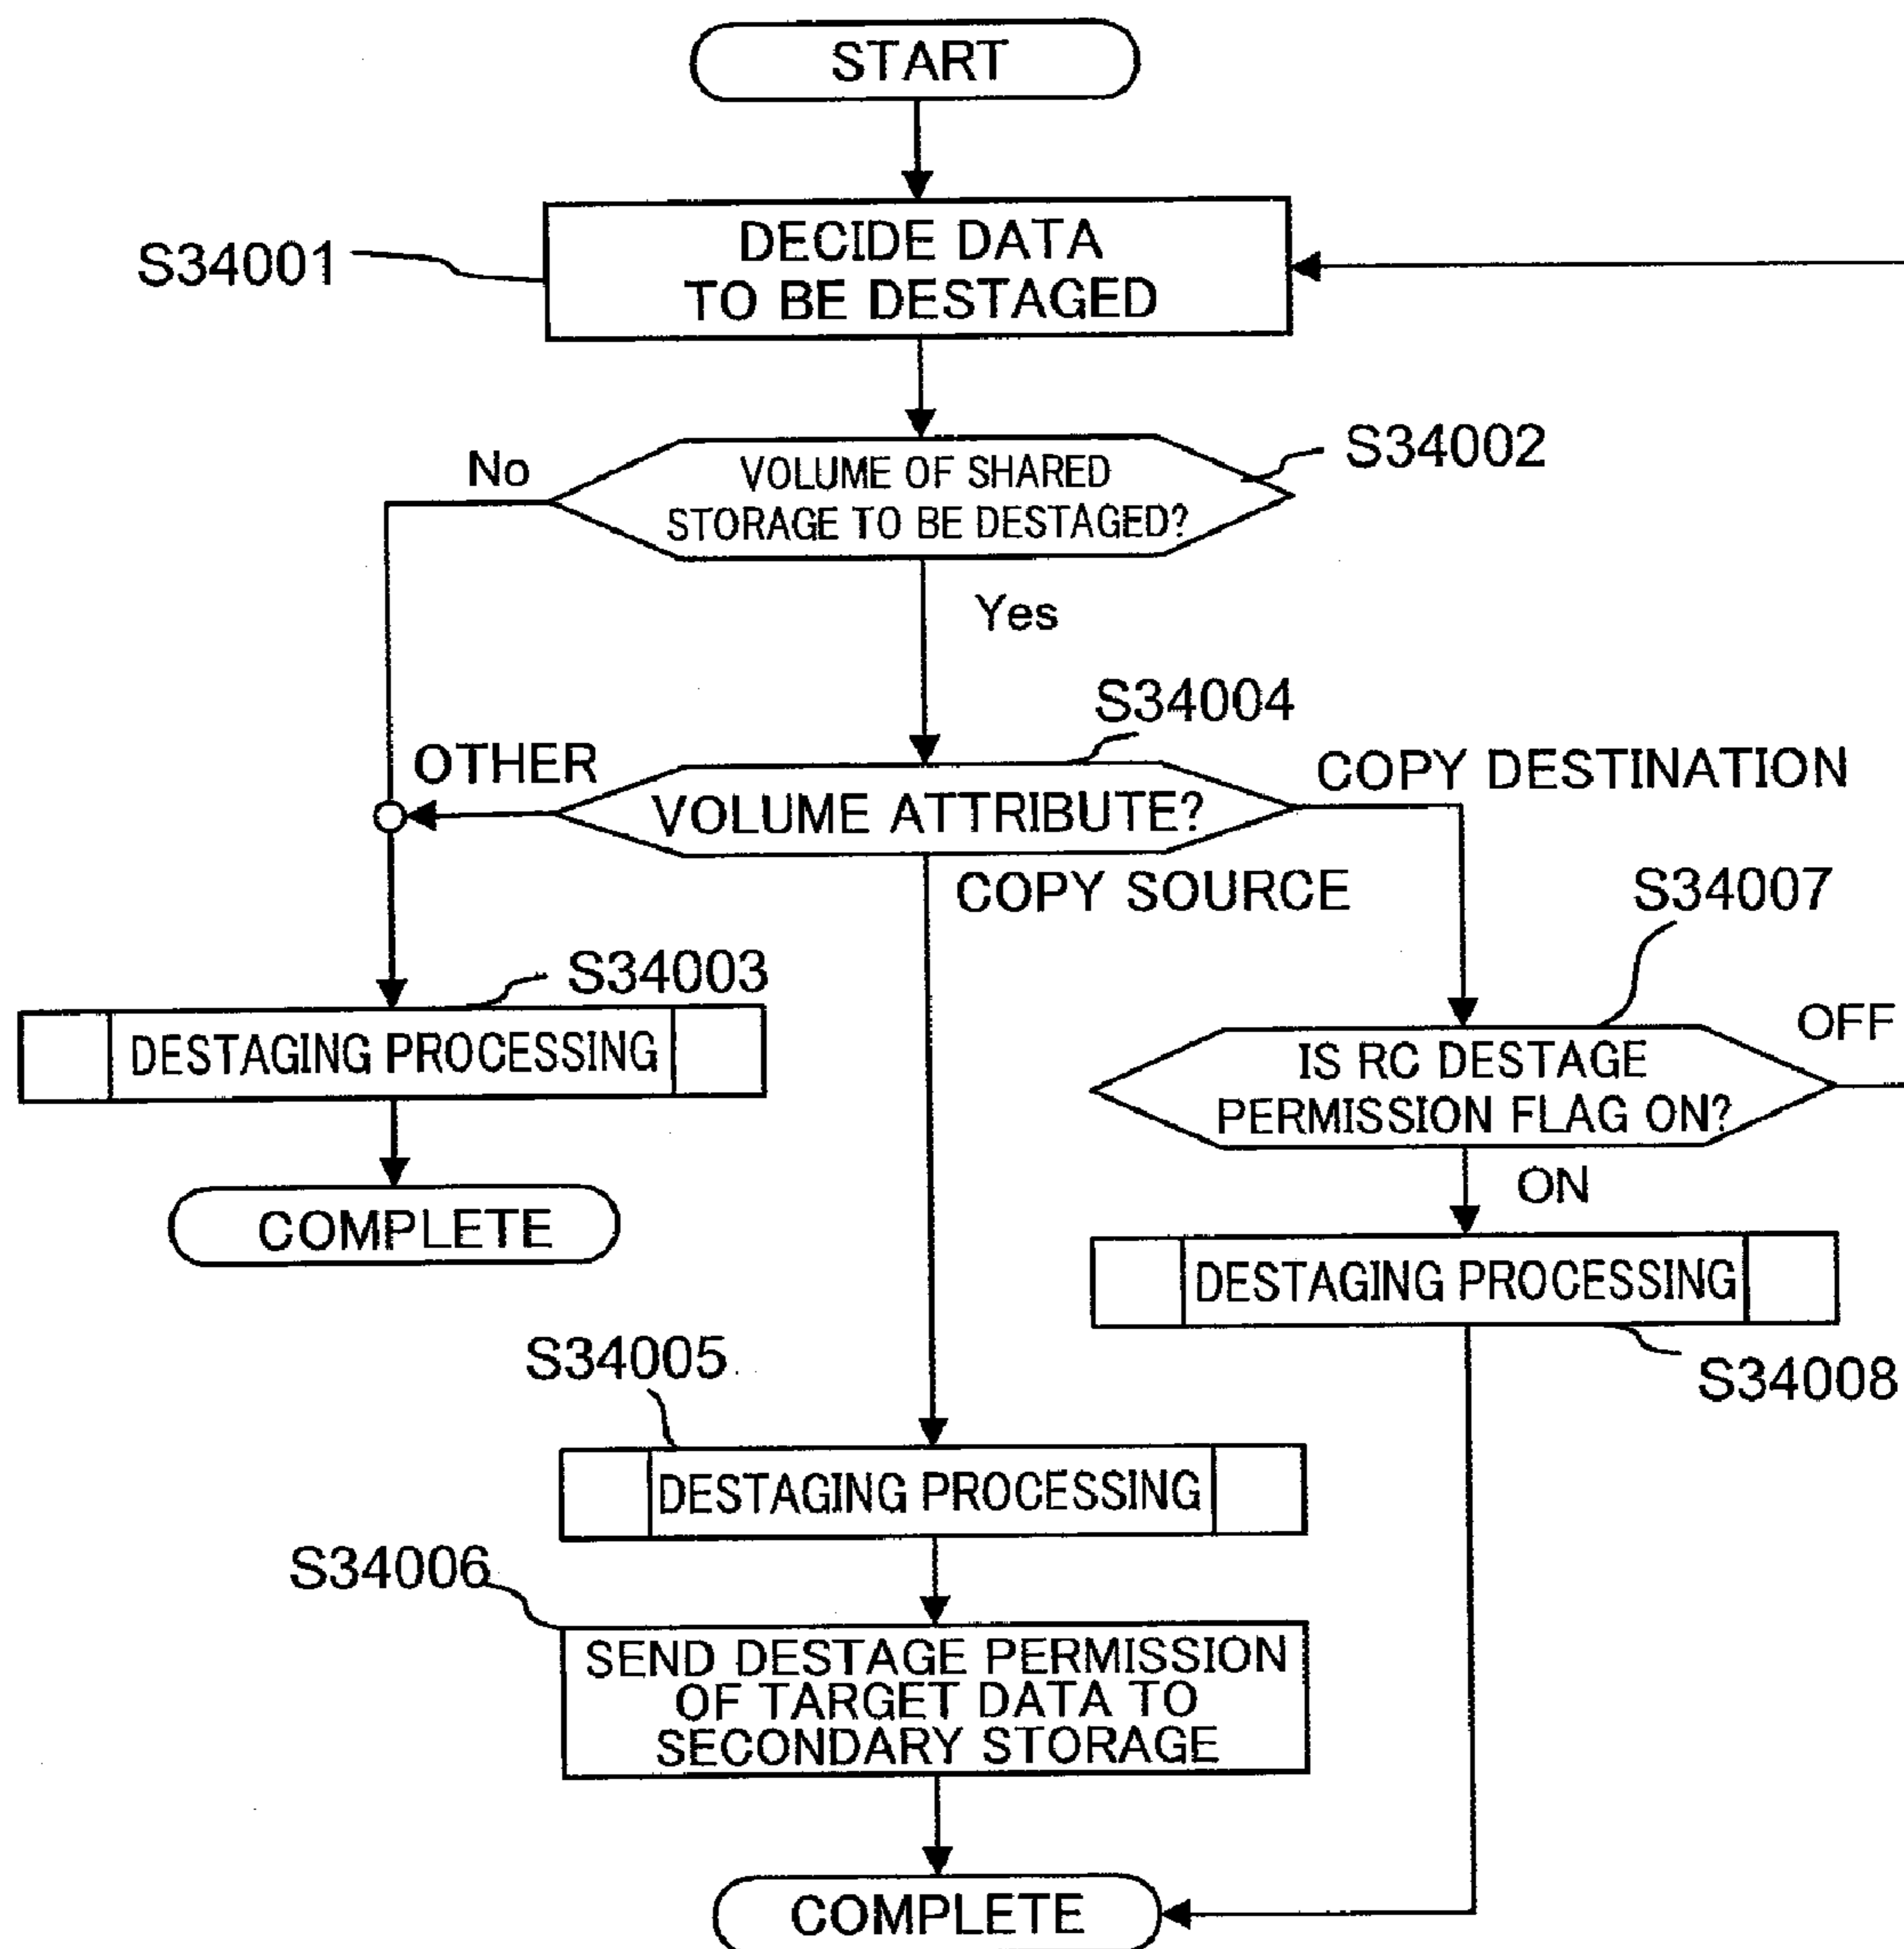 START
DECIDE DATA
TO BE DESTAGED
S34001
VOLUME OF SHARED
STORAGE TO BE DESTAGED?
S34002
No
Yes
S34004
OTHER
VOLUME ATTRIBUTE?
COPY DESTINATION
COPY SOURCE
S34007
S34003
DESTAGING PROCESSING
IS RC DESTAGE
PERMISSION FLAG ON?
OFF
ON
COMPLETE
DESTAGING PROCESSING
S34008
S34005
DESTAGING PROCESSING
S34006
SEND DESTAGE PERMISSION
OF TARGET DATA TO
SECONDARY STORAGE
COMPLETE